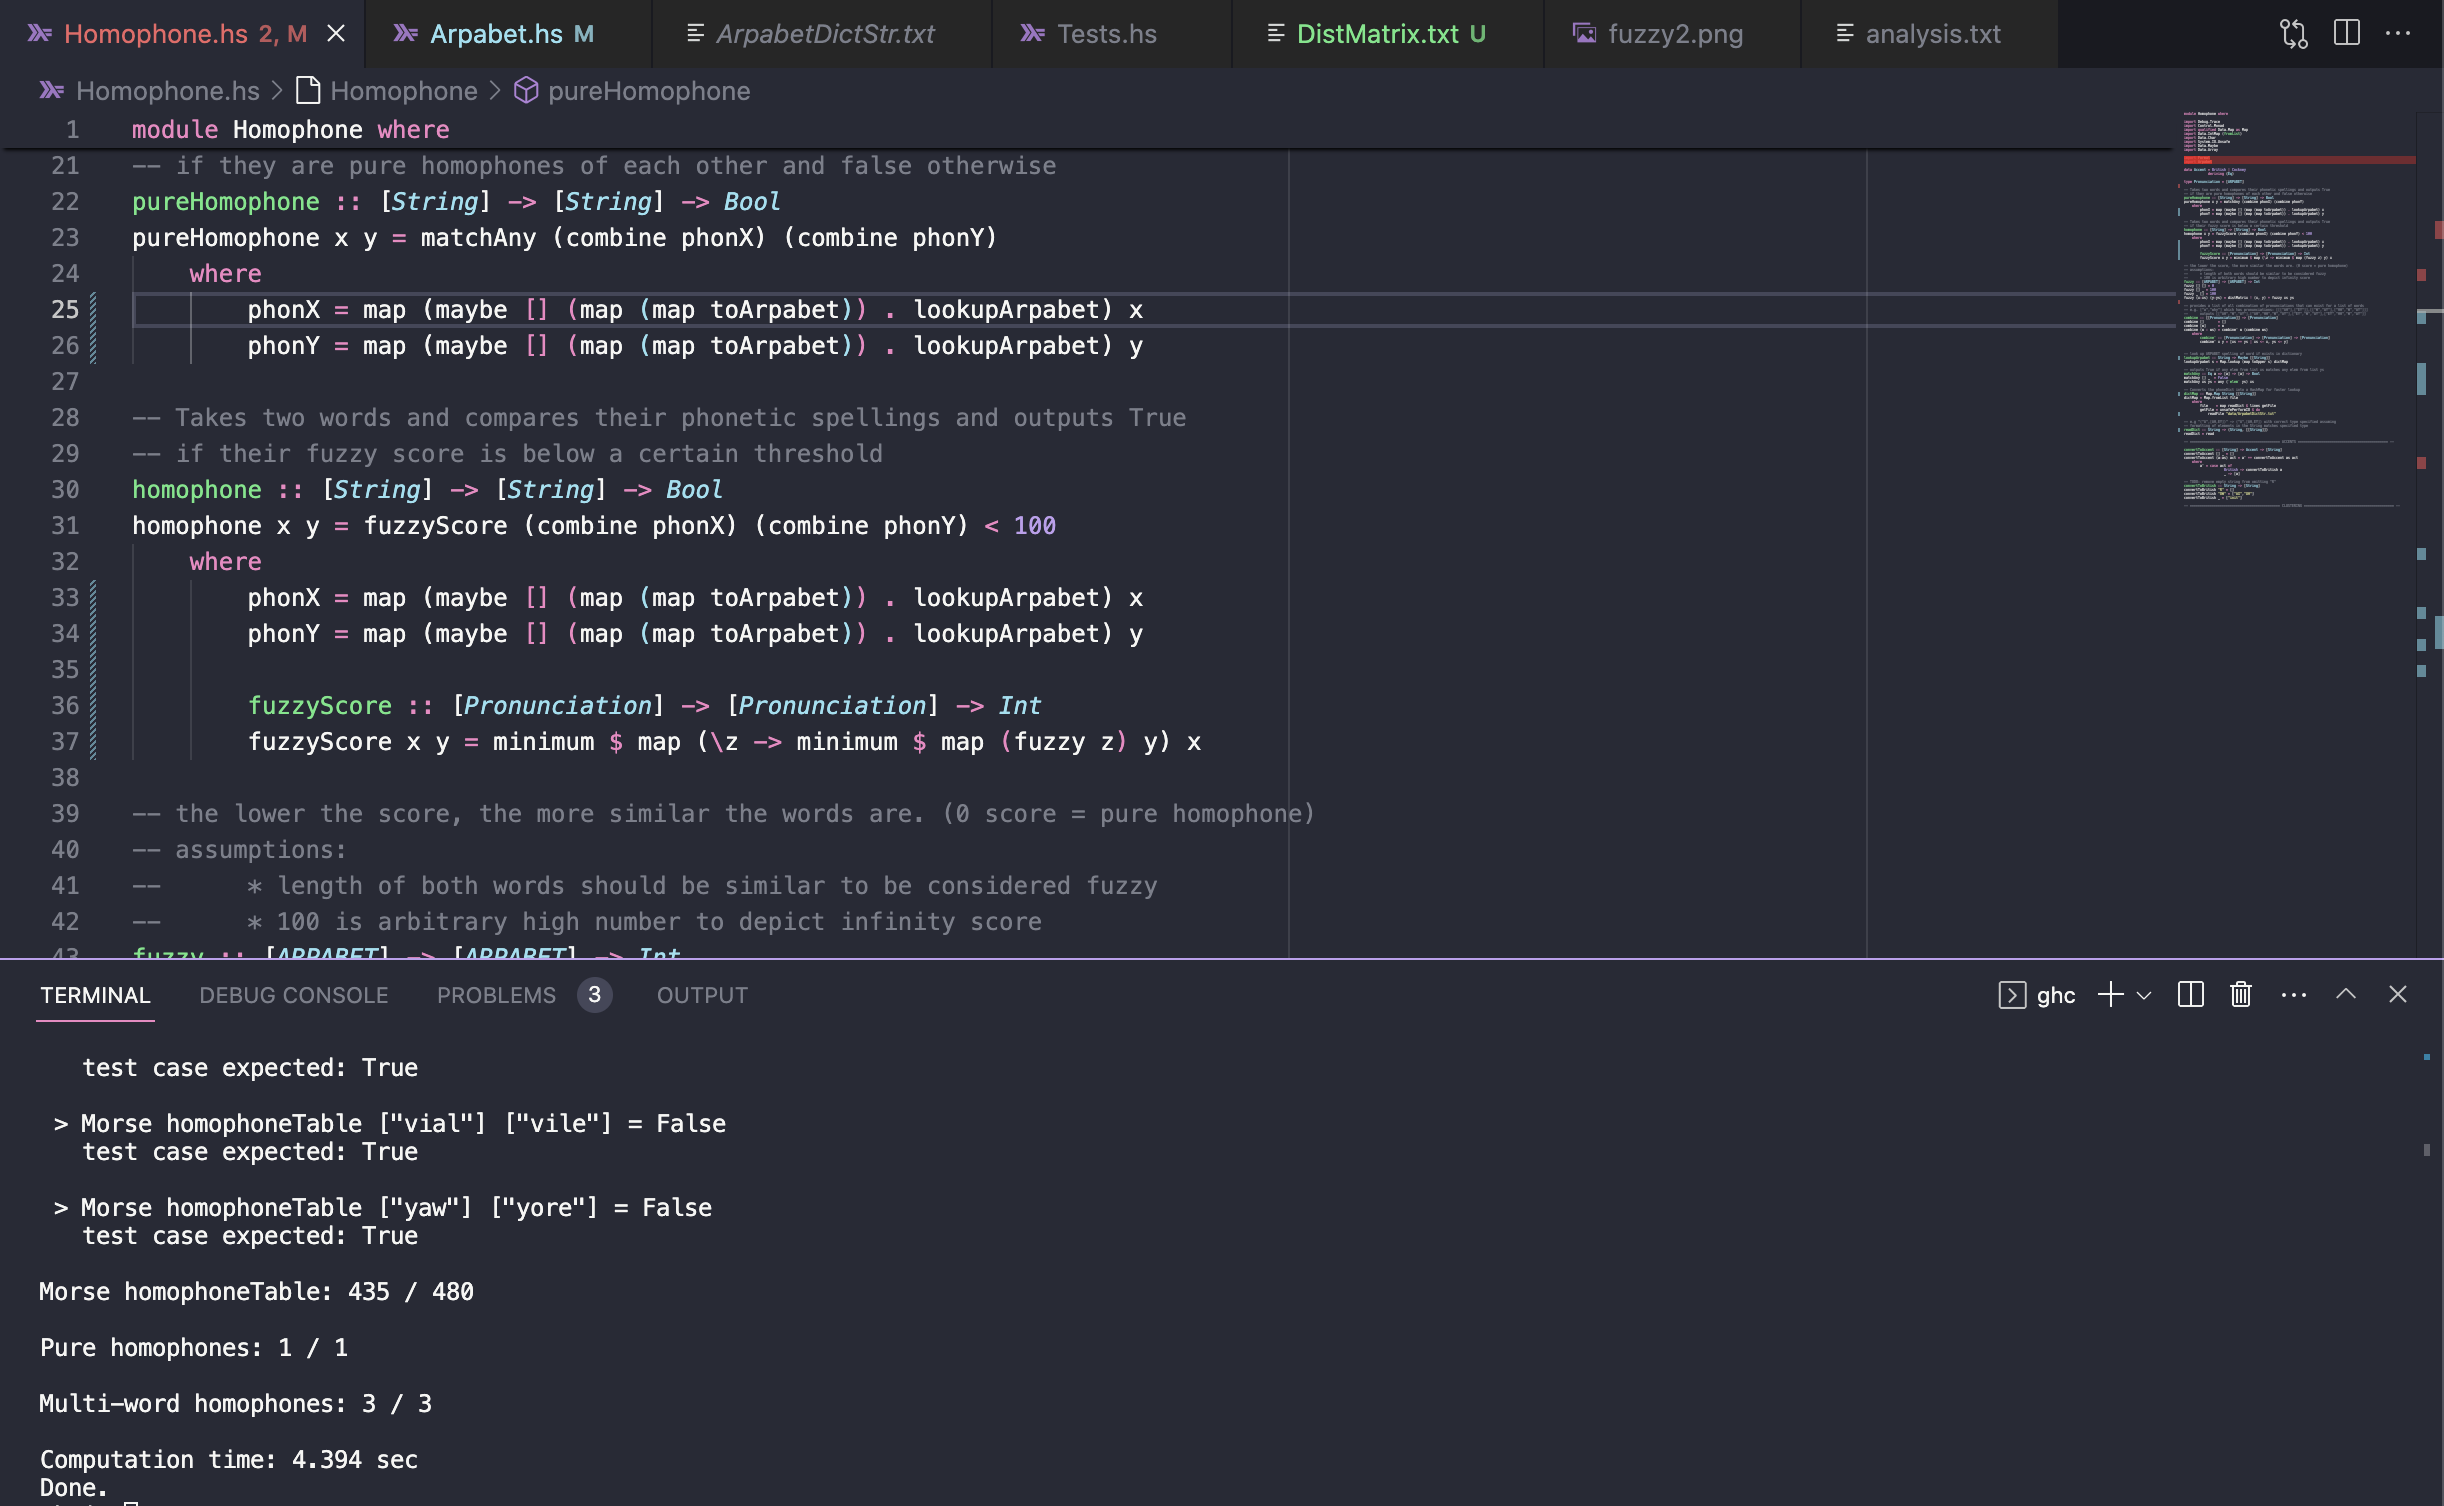 Homophone.hs 2, M
Arpabet.hs M
ArpabetDictStr.txt
Tests.hs
DistMatrix.txt U
fuzzy2.png
analysis.txt
Homophone.hs > Homophone > pureHomophone
1 module Homophone where
21 -- if they are pure homophones of each other and false otherwise
22 pureHomophone :: [String] -> [String] -> Bool
23 pureHomophone x y = matchAny (combine phonX) (combine phonY)
24 where
25 phonX = map (maybe [] (map (map toArpabet)) . lookupArpabet) x
26 phonY = map (maybe [] (map (map toArpabet)) . lookupArpabet) y
27
28 -- Takes two words and compares their phonetic spellings and outputs True
29 -- if their fuzzy score is below a certain threshold
30 homophone :: [String] -> [String] -> Bool
31 homophone x y = fuzzyScore (combine phonX) (combine phonY) < 100
32 where
33 phonX = map (maybe [] (map (map toArpabet)) . lookupArpabet) x
34 phonY = map (maybe [] (map (map toArpabet)) . lookupArpabet) y
35
36 fuzzyScore :: [Pronunciation] -> [Pronunciation] -> Int
37 fuzzyScore x y = minimum $ map (\z -> minimum $ map (fuzzy z) y) x
38
39 -- the lower the score, the more similar the words are. (0 score = pure homophone)
40 -- assumptions:
41 -- * length of both words should be similar to be considered fuzzy
42 -- * 100 is arbitrary high number to depict infinity score
43 fuzzy :: [ARPABET] -> [ARPABET] -> Int
TERMINAL
DEBUG CONSOLE
PROBLEMS 3
OUTPUT
ghc
test case expected: True
> Morse homophoneTable ["vial"] ["vile"] = False
test case expected: True
> Morse homophoneTable ["yaw"] ["yore"] = False
test case expected: True
Morse homophoneTable: 435 / 480
Pure homophones: 1 / 1
Multi-word homophones: 3 / 3
Computation time: 4.394 sec
Done.